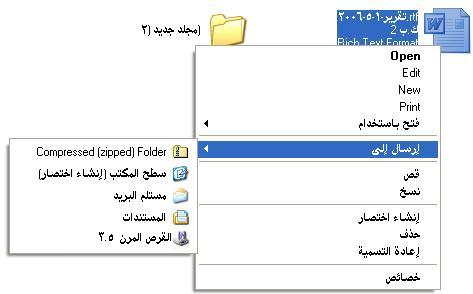 تقرير-١-٥-٢٠٠٦.rtf
2 ك.ب
Rich Text Format
مجلد جديد (٢)
Open
Edit
New
Print
فتح باستخدام
إرسال إلى
قص
نسخ
إنشاء اختصار
حذف
إعادة التسمية
خصائص
Compressed (zipped) Folder
سطح المكتب (إنشاء اختصار)
مستلم البريد
المستندات
القرص المرن ٣.٥